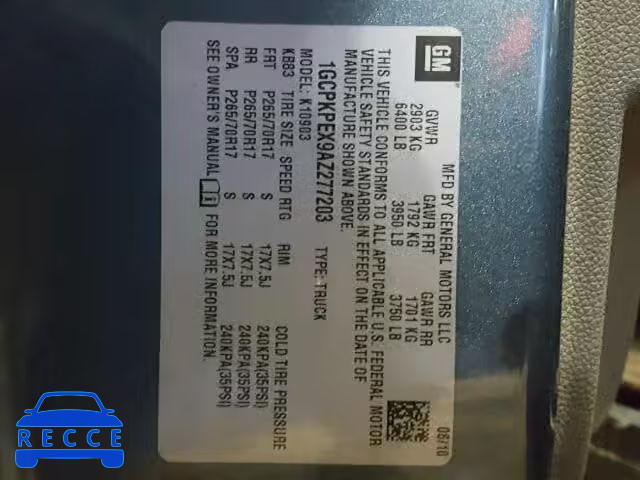 GM
MFD BY GENERAL MOTORS LLC
GVWR GAWR FRT GAWR RR
2903 KG 1792 KG 1701 KG
6400 LB 3950 LB 3750 LB
THIS VEHICLE CONFORMS TO ALL APPLICABLE U.S. FEDERAL MOTOR
VEHICLE SAFETY STANDARDS IN EFFECT ON THE DATE OF
MANUFACTURE SHOWN ABOVE.
06/10
1GCPKPEX9AZ277203 TYPE: TRUCK
MODEL: K10903
KB83 TIRE SIZE SPEED RTG RIM COLD TIRE PRESSURE
FRT P265/70R17 S 17X7.5J 240KPA(35PSI)
RR P265/70R17 S 17X7.5J 240KPA(35PSI)
SPA P265/70R17 S 17X7.5J 240KPA(35PSI)
SEE OWNER'S MANUAL FOR MORE INFORMATION.
RECCE